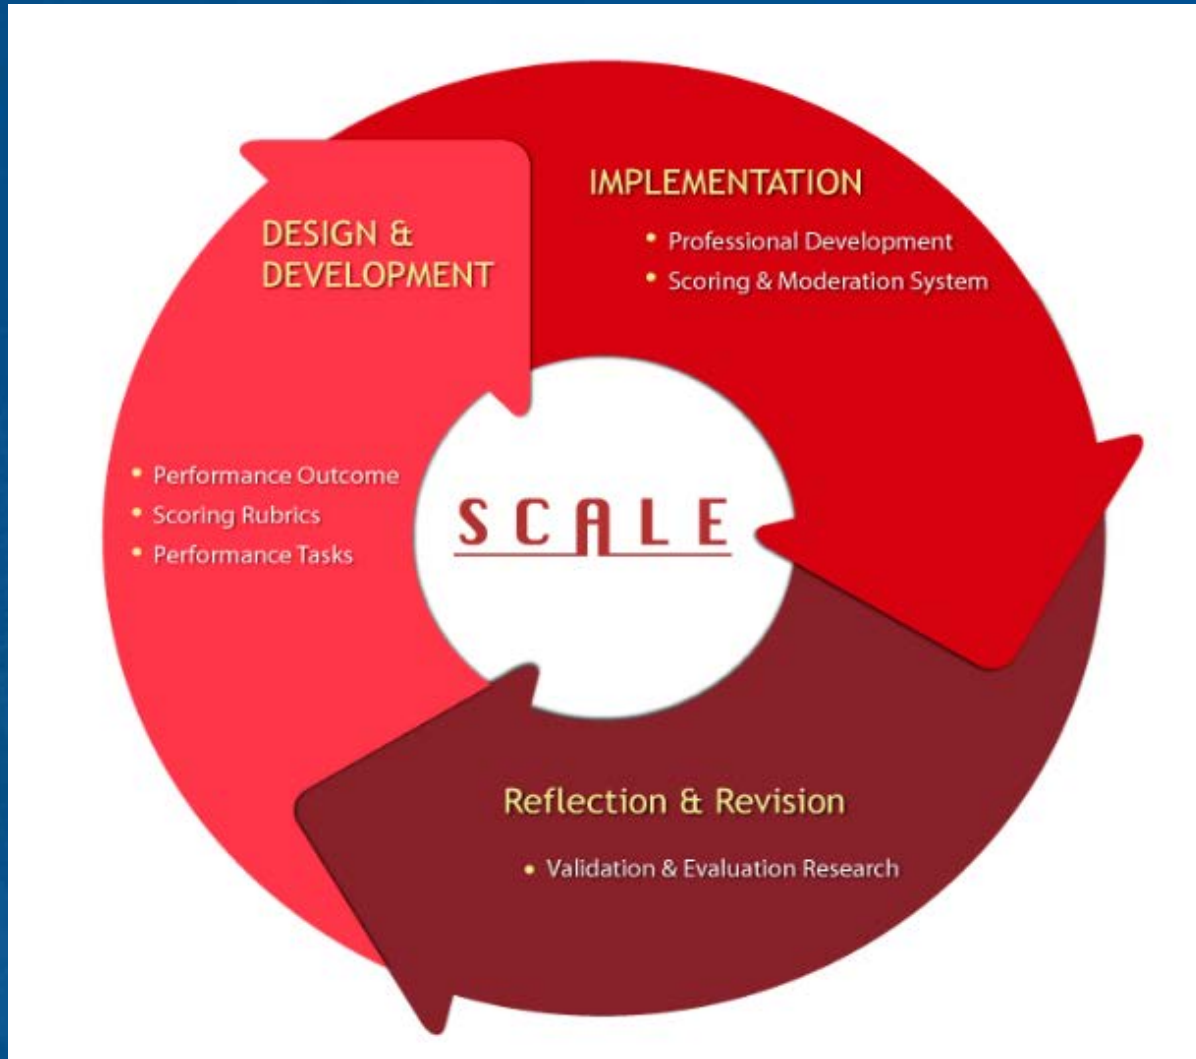 DESIGN &
DEVELOPMENT
• Performance Outcome
• Scoring Rubrics
• Performance Tasks
IMPLEMENTATION
• Professional Development
• Scoring & Moderation System
SCALE
Reflection & Revision
• Validation & Evaluation Research